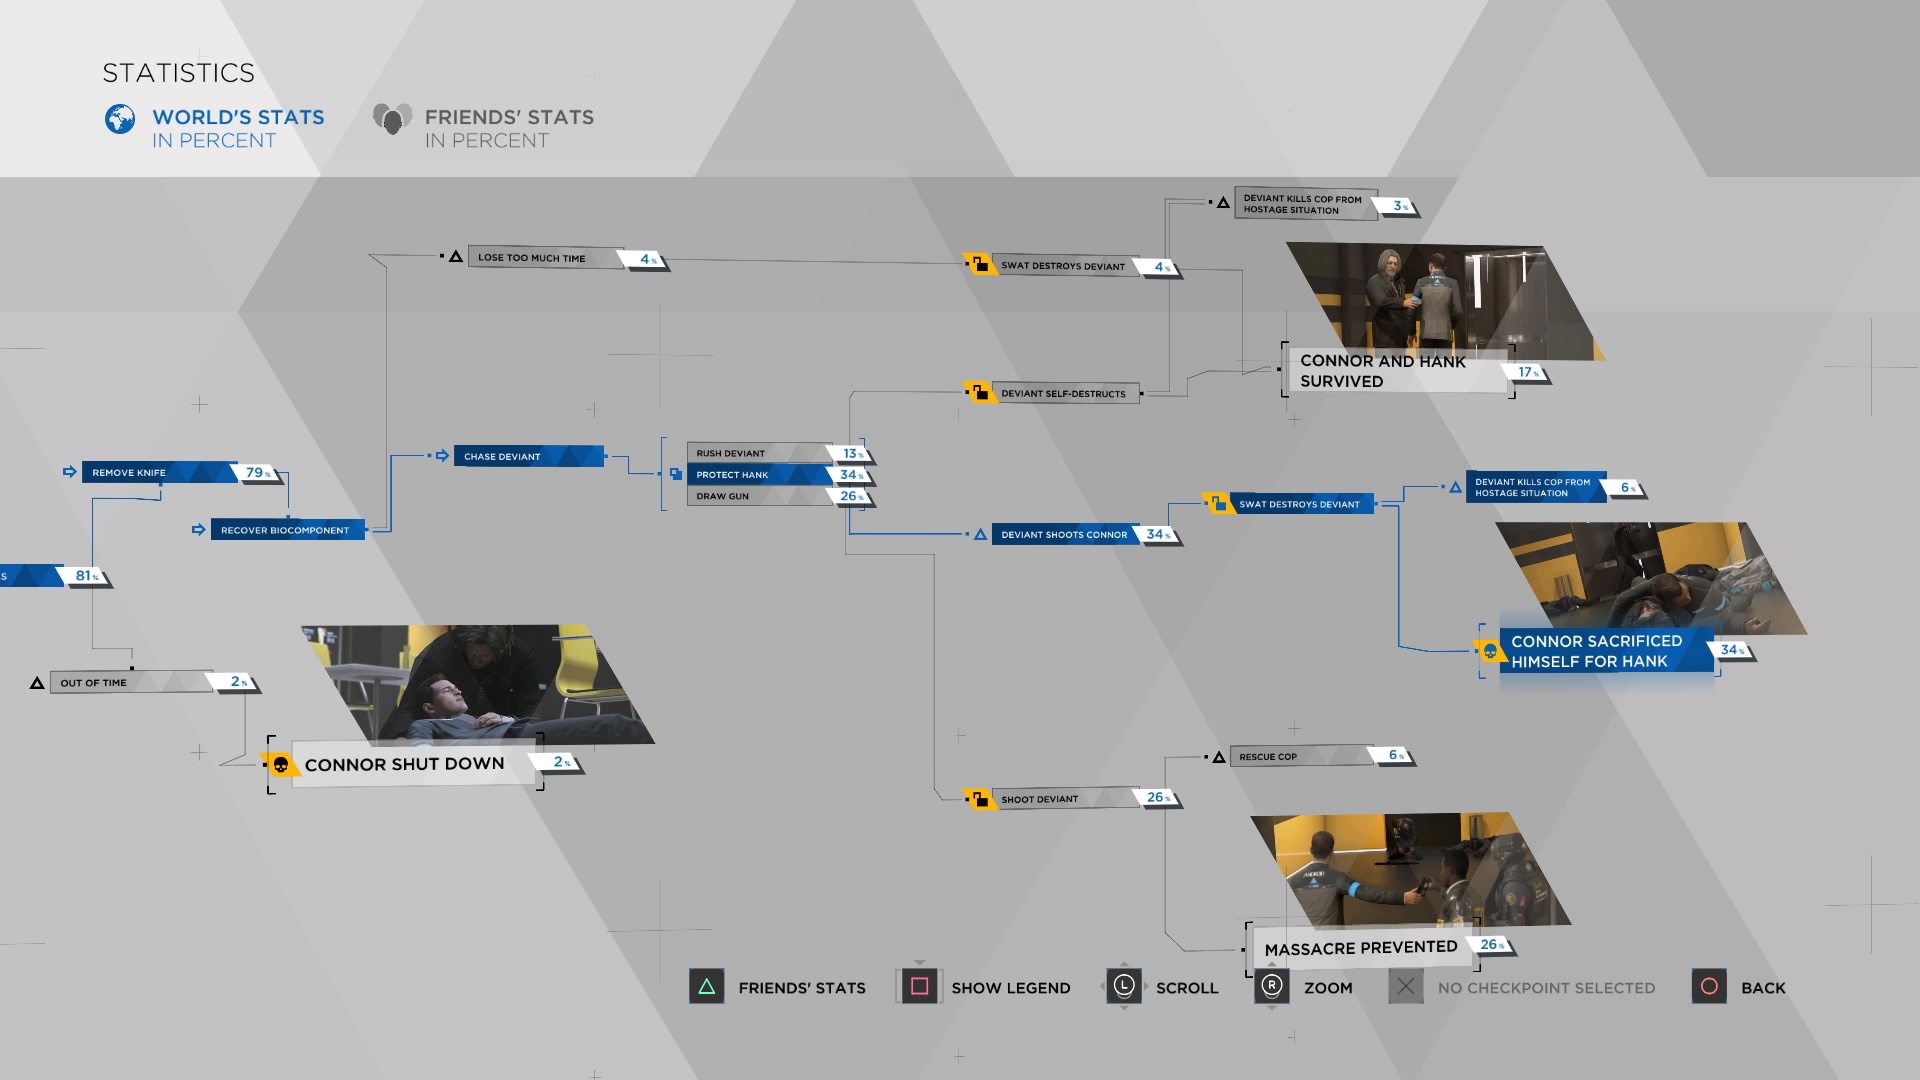 STATISTICS
WORLD'S STATS
IN PERCENT
FRIENDS' STATS
IN PERCENT
DEVIANT KILLS COP FROM
HOSTAGE SITUATION
3%
LOSE TOO MUCH TIME
4%
SWAT DESTROYS DEVIANT
4%
CONNOR AND HANK
SURVIVED
17%
DEVIANT SELF-DESTRUCTS
REMOVE KNIFE
79%
CHASE DEVIANT
RUSH DEVIANT
13%
PROTECT HANK
34%
DRAW GUN
26%
RECOVER BIOCOMPONENT
DEVIANT SHOOTS CONNOR
34%
SWAT DESTROYS DEVIANT
DEVIANT KILLS COP FROM
HOSTAGE SITUATION
6%
S
81%
CONNOR SACRIFICED
HIMSELF FOR HANK
34%
OUT OF TIME
2%
CONNOR SHUT DOWN
2%
RESCUE COP
6%
SHOOT DEVIANT
26%
ANDROID
MASSACRE PREVENTED
26%
FRIENDS' STATS
SHOW LEGEND
L
SCROLL
R
ZOOM
NO CHECKPOINT SELECTED
BACK